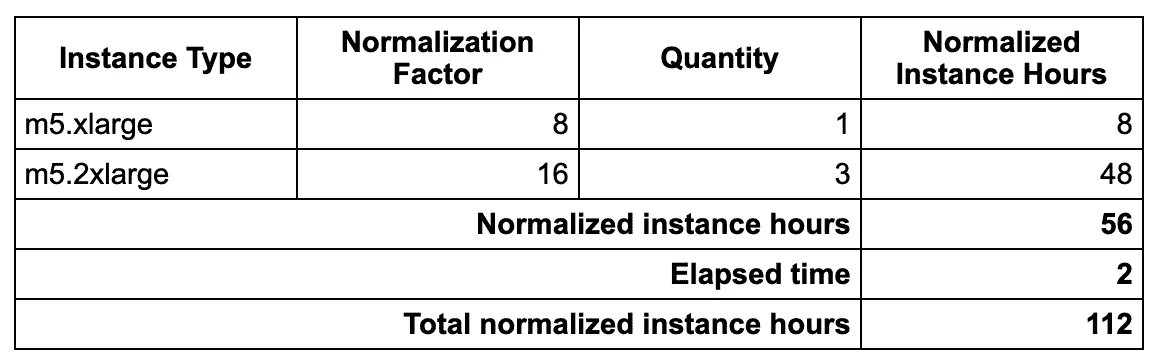 Instance Type Normalization Factor Quantity Normalized Instance Hours
m5.xlarge 8 1 8
m5.2xlarge 16 3 48
Normalized instance hours 56
Elapsed time 2
Total normalized instance hours 112